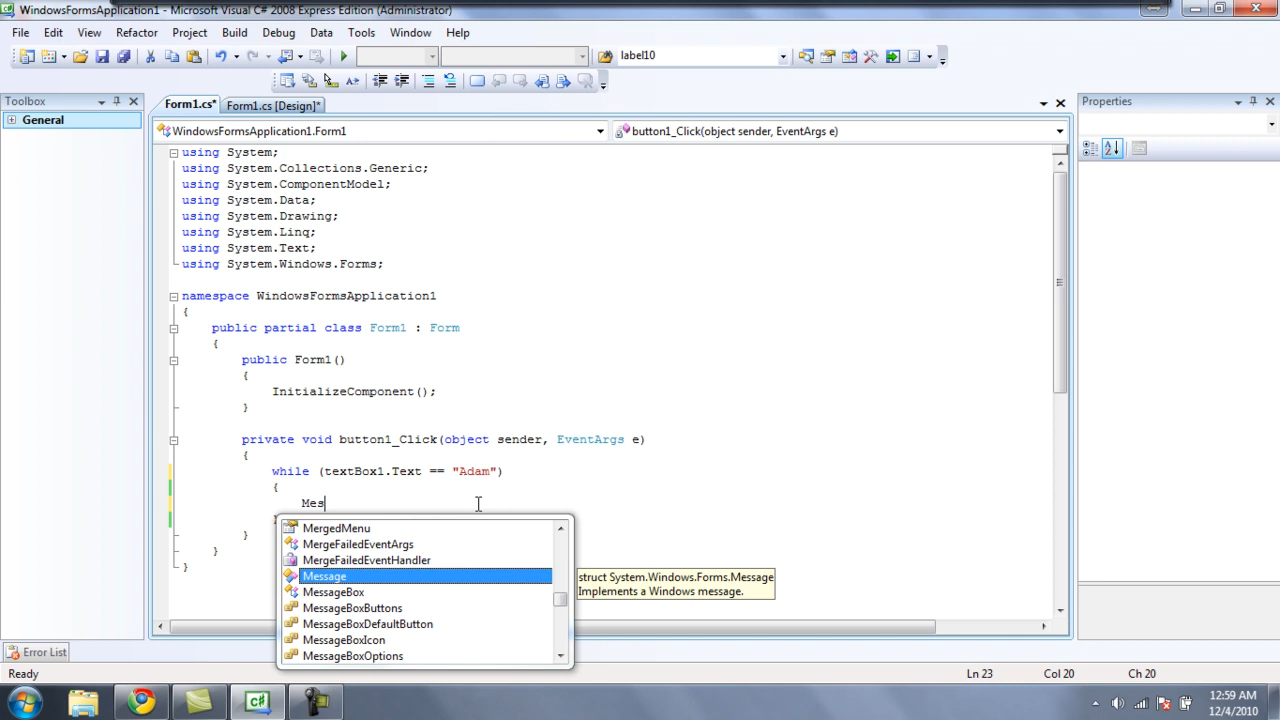 WindowsFormsApplication1 - Microsoft Visual C# 2008 Express Edition (Administrator)
File Edit View Refactor Project Build Debug Data Tools Window Help
label10
Toolbox
Form1.cs* Form1.cs [Design]*
Properties
General
WindowsFormsApplication1.Form1 button1_Click(object sender, EventArgs e)
using System;
using System.Collections.Generic;
using System.ComponentModel;
using System.Data;
using System.Drawing;
using System.Linq;
using System.Text;
using System.Windows.Forms;
namespace WindowsFormsApplication1
{
public partial class Form1 : Form
{
public Form1()
{
InitializeComponent();
}
private void button1_Click(object sender, EventArgs e)
{
while (textBox1.Text == "Adam")
{
Mes
}
}
}
MergedMenu
MergeFailedEventArgs
MergeFailedEventHandler
Message
MessageBox
MessageBoxButtons
MessageBoxDefaultButton
MessageBoxIcon
MessageBoxOptions
struct System.Windows.Forms.Message
Implements a Windows message.
Error List
Ready Ln 23 Col 20 Ch 20
12:59 AM
12/4/2010